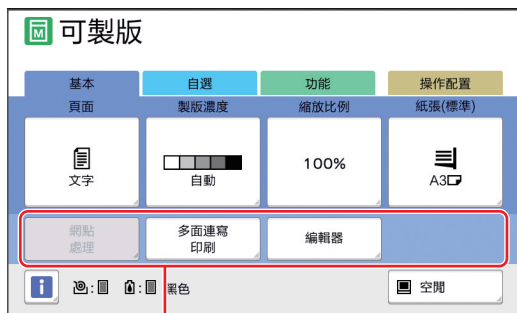 M 可製版
基本 自選 功能 操作配置
頁面 製版濃度 縮放比例 紙張(標準)
文字 自動 100% A3
網點 多面連寫 編輯器
處理 印刷
i : : 黑色 空閒